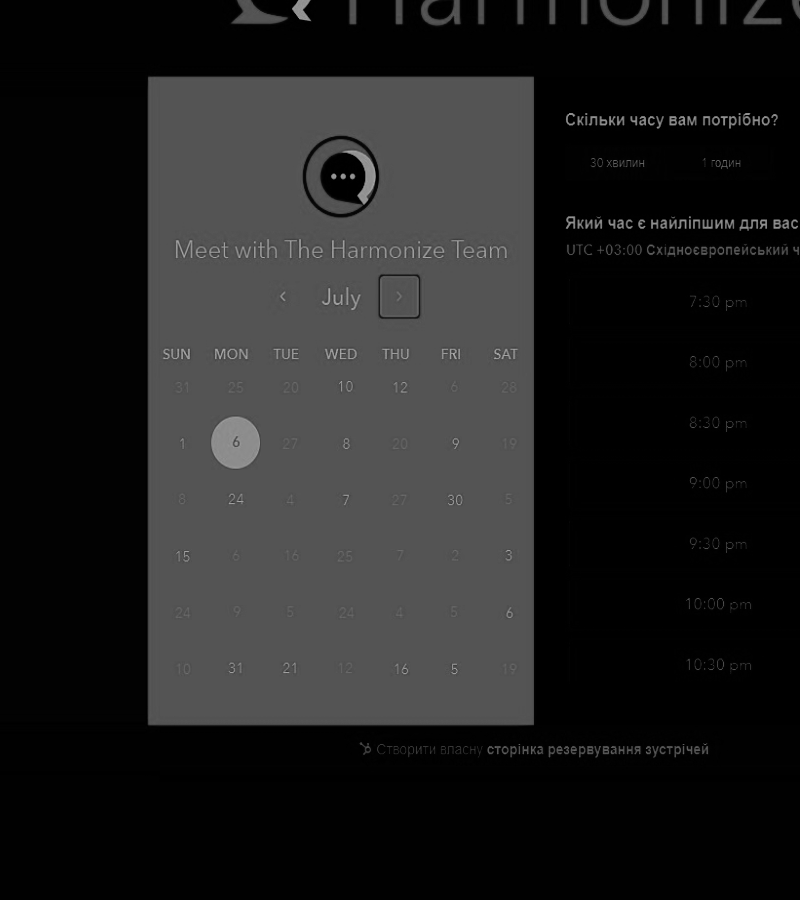 Harmonize
Meet with The Harmonize Team
July
SUN MON TUE WED THU FRI SAT
31 25 20 10 12 6 28
1 6 27 8 20 9 19
8 24 4 7 27 30 5
15 6 16 25 7 2 3
24 9 5 24 4 5 6
10 31 21 12 16 5 19
Скільки часу вам потрібно?
30 хвилин 1 годин
Який час є найліпшим для вас
UTC +03:00 Східноєвропейський ч
7:30 pm
8:00 pm
8:30 pm
9:00 pm
9:30 pm
10:00 pm
10:30 pm
Створити власну сторінка резервування зустрічей